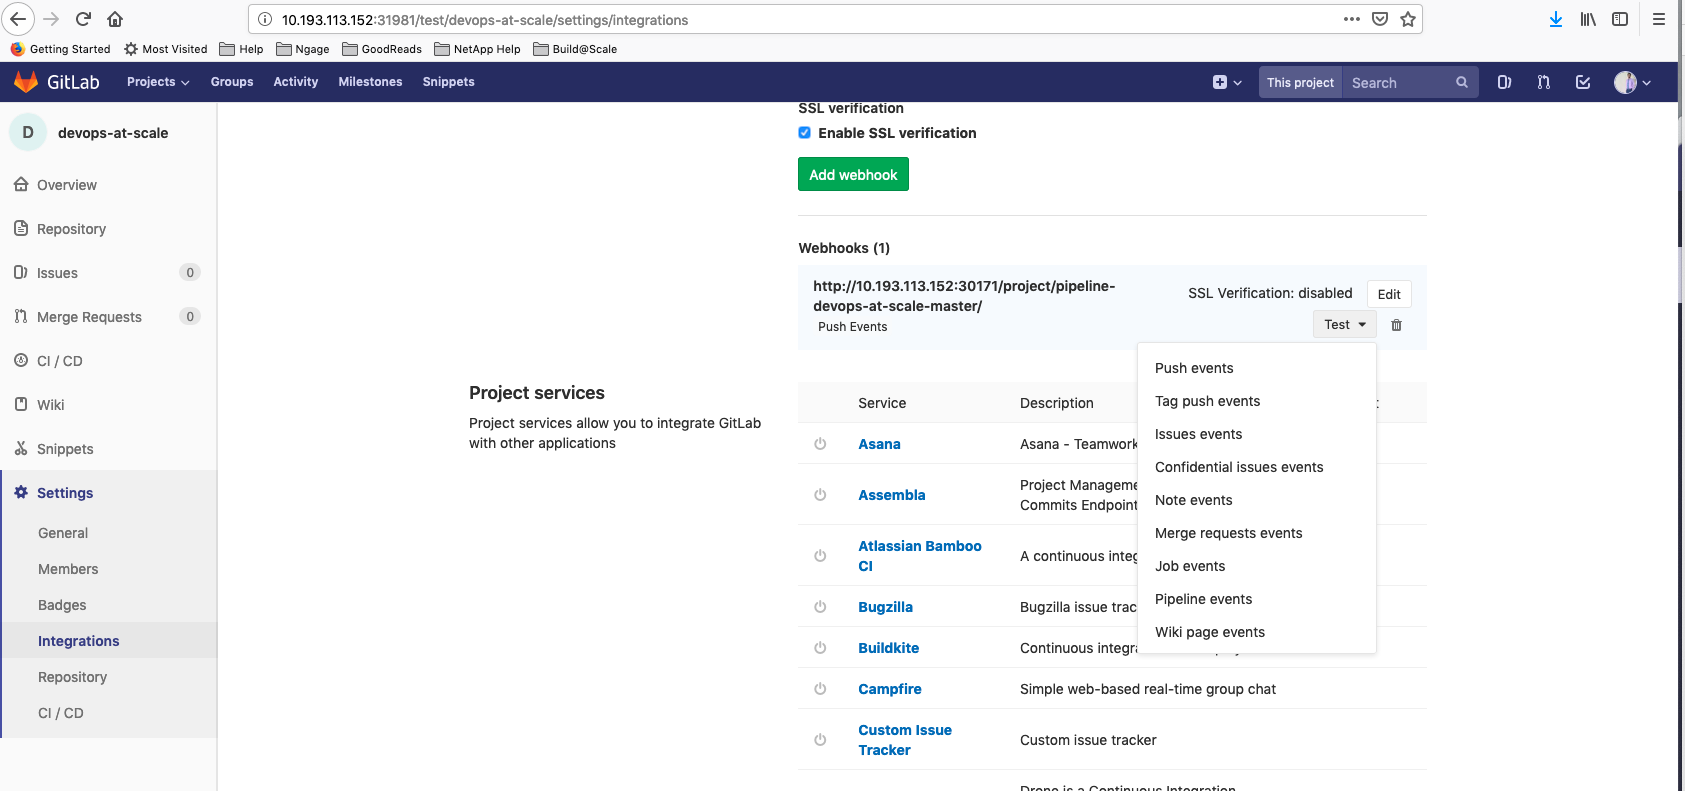 10.193.113.152:31981/test/devops-at-scale/settings/integrations
Getting Started Most Visited Help Ngage GoodReads NetApp Help Build@Scale
GitLab Projects Groups Activity Milestones Snippets This project Search
D devops-at-scale
Overview
Repository
Issues 0
Merge Requests 0
CI / CD
Wiki
Snippets
Settings
General
Members
Badges
Integrations
Repository
CI / CD
SSL verification
Enable SSL verification
Add webhook
Webhooks (1)
http://10.193.113.152:30171/project/pipeline-
devops-at-scale-master/
Push Events
SSL Verification: disabled Edit
Test
Push events
Tag push events
Issues events
Confidential issues events
Note events
Merge requests events
Job events
Pipeline events
Wiki page events
Project services
Project services allow you to integrate GitLab
with other applications
Service Description
Asana Asana - Teamwork
Assembla Project Manageme
Commits Endpoint
Atlassian Bamboo
CI
A continuous integ
Bugzilla Bugzilla issue trac
Buildkite Continuous integra
Campfire Simple web-based real-time group chat
Custom Issue
Tracker
Custom issue tracker
Drone is a Continuous Integration